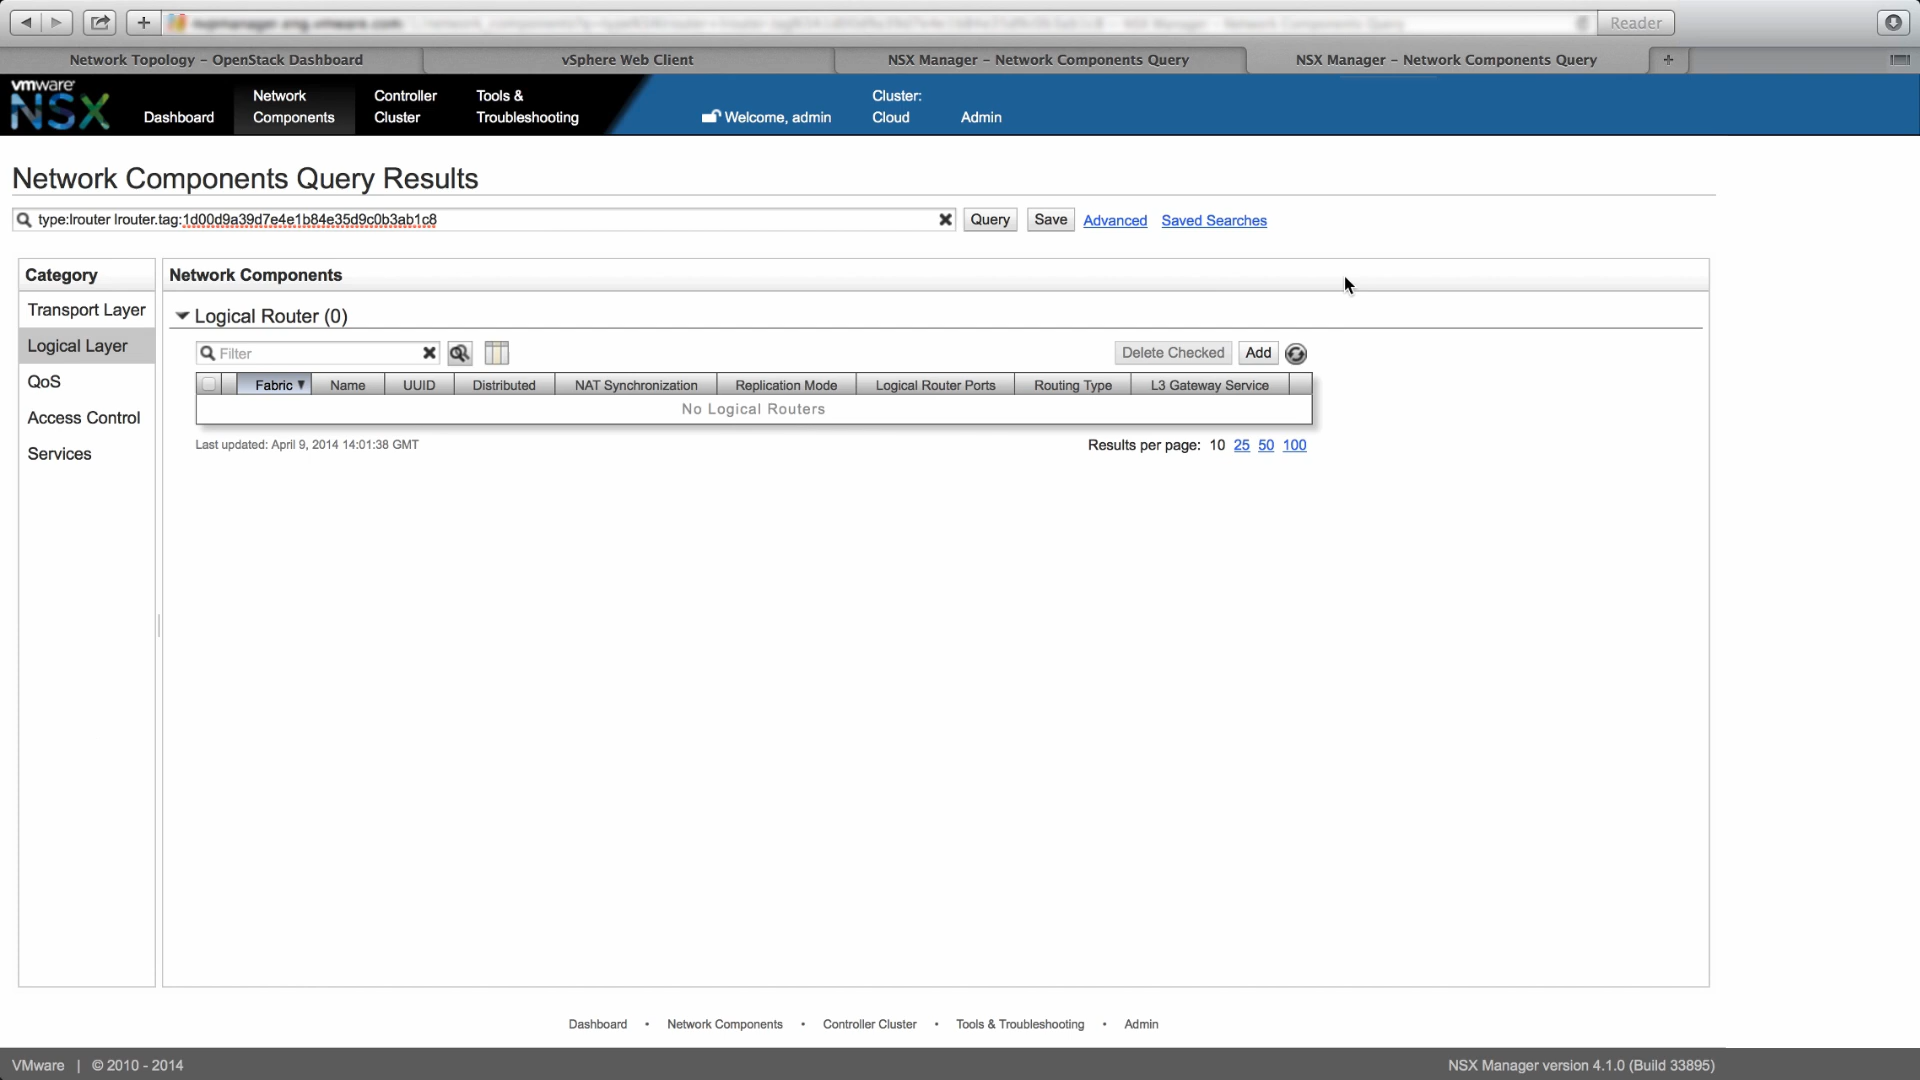 Reader
Network Topology – OpenStack Dashboard
vSphere Web Client
NSX Manager – Network Components Query
NSX Manager – Network Components Query
vmware
NSX
Dashboard
Network Components
Controller Cluster
Tools & Troubleshooting
Welcome, admin
Cluster: Cloud
Admin
Network Components Query Results
type:lrouter lrouter.tag:1d00d9a39d7e4e1b84e35d9c0b3ab1c8
Query
Save
Advanced
Saved Searches
Category
Transport Layer
Logical Layer
QoS
Access Control
Services
Network Components
Logical Router (0)
Filter
Delete Checked
Add
Fabric
Name
UUID
Distributed
NAT Synchronization
Replication Mode
Logical Router Ports
Routing Type
L3 Gateway Service
No Logical Routers
Last updated: April 9, 2014 14:01:38 GMT
Results per page: 10 25 50 100
Dashboard • Network Components • Controller Cluster • Tools & Troubleshooting • Admin
VMware | © 2010 - 2014
NSX Manager version 4.1.0 (Build 33895)